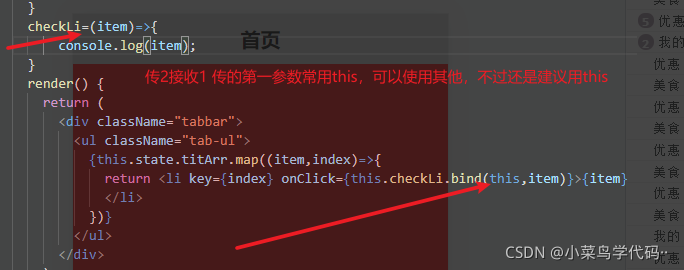 }
checkLi=(item)=>{
console.log(item);
首页
}
传2接收1 传的第一参数常用this，可以使用其他，不过还是建议用this
render() {
return (
<div className="tabbar">
<ul className="tab-ul">
{this.state.titArr.map((item,index)=>{
return <li key={index} onClick={this.checkLi.bind(this,item)}>{item}
</li>
})}
</ul>
</div>
美食
5 优惠
2 我的
优惠
美食
优惠
美食
优惠
美食
优惠
美食
我的
优惠
CSDN @小菜鸟学代码··